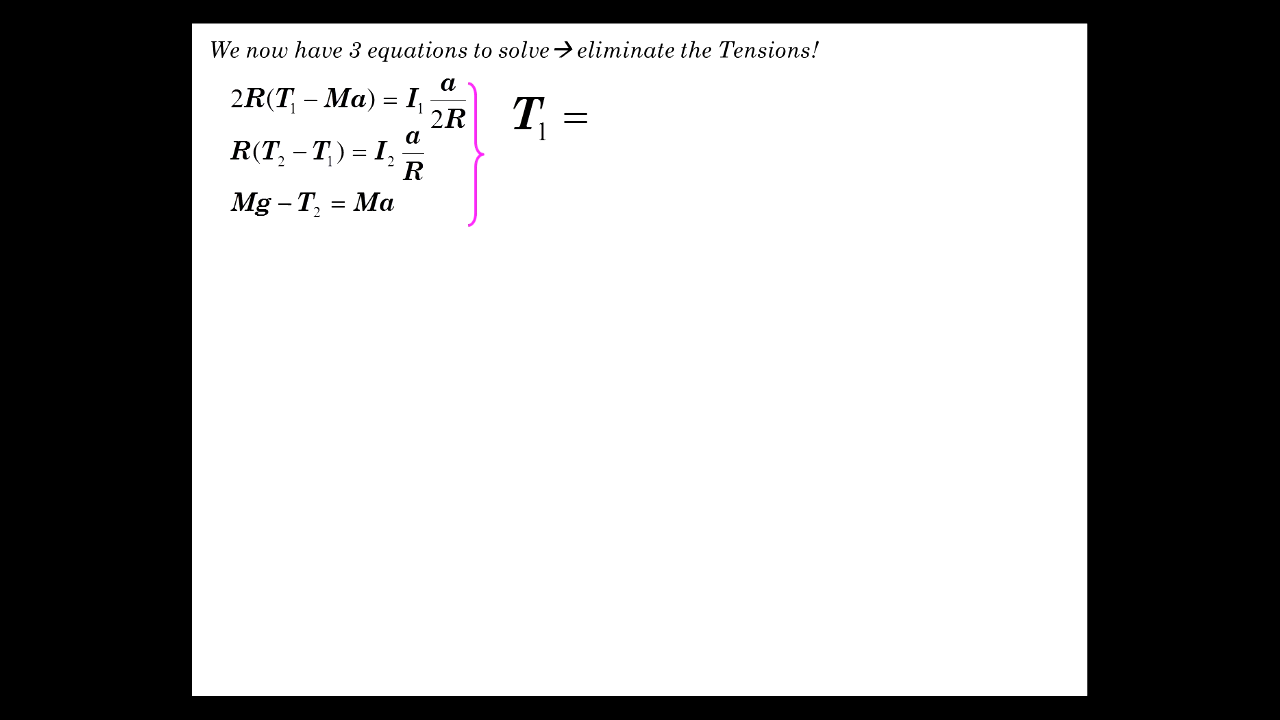 We now have 3 equations to solve → eliminate the Tensions!
2R(T₁ – Ma) = I₁ a/2R
T₁ =
R(T₂ – T₁) = I₂ a/R
Mg – T₂ = Ma